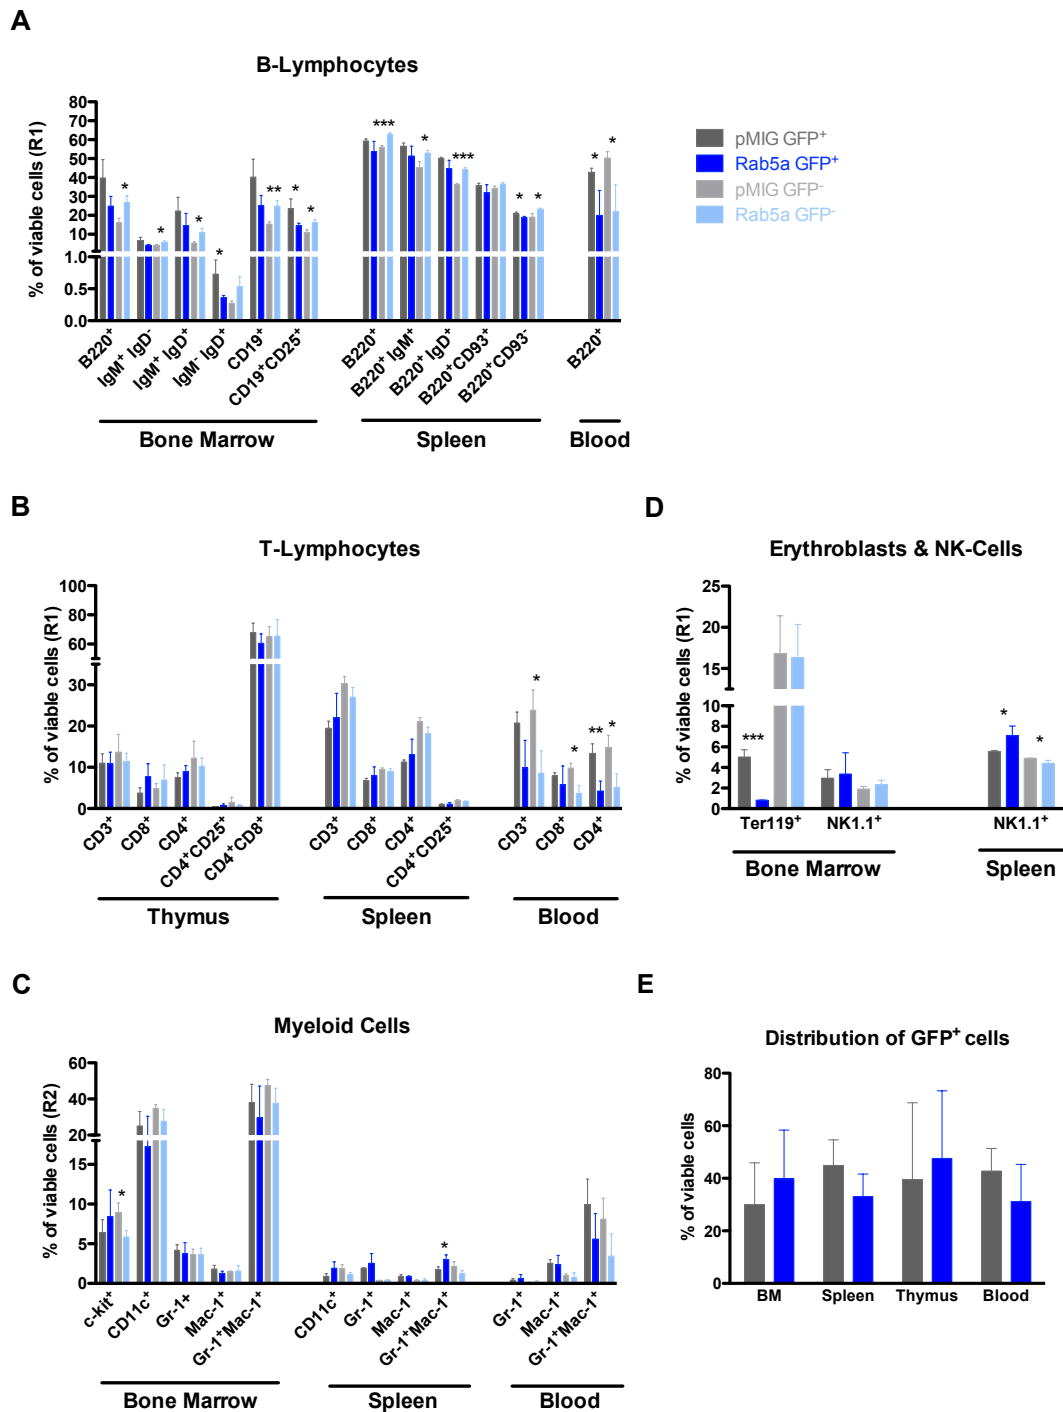 A
B-Lymphocytes
% of viable cells (R1)
80
70
60
50
40
30
20
10
1.0
0.5
0.0
*
*
*
*
**
*
*
***
*
***
*
*
*
*
B220⁺
IgM⁺ IgD⁻
IgM⁺ IgD⁺
IgM⁻ IgD⁺
CD19⁺
CD19⁺CD25⁺
B220⁺
B220⁺ IgM⁺
B220⁺ IgD⁺
B220⁺CD93⁺
B220⁺CD93⁻
B220⁺
Bone Marrow
Spleen
Blood
pMIG GFP⁺
Rab5a GFP⁺
pMIG GFP⁻
Rab5a GFP⁻
B
T-Lymphocytes
% of viable cells (R1)
100
80
60
30
20
10
0
*
*
**
*
CD3⁺
CD8⁺
CD4⁺
CD4⁺CD25⁺
CD4⁺CD8⁺
CD3⁺
CD8⁺
CD4⁺
CD4⁺CD25⁺
CD3⁺
CD8⁺
CD4⁺
Thymus
Spleen
Blood
D
Erythroblasts & NK-Cells
% of viable cells (R1)
25
20
15
10
8
6
4
2
0
***
*
*
Ter119⁺
NK1.1⁺
NK1.1⁺
Bone Marrow
Spleen
C
Myeloid Cells
% of viable cells (R2)
60
40
20
15
10
5
0
*
*
c-kit⁺
CD11c⁺
Gr-1+
Mac-1⁺
Gr-1⁺Mac-1⁺
CD11c⁺
Gr-1⁺
Mac-1⁺
Gr-1⁺Mac-1⁺
Gr-1⁺
Mac-1⁺
Gr-1⁺Mac-1⁺
Bone Marrow
Spleen
Blood
E
Distribution of GFP⁺ cells
% of viable cells
80
60
40
20
0
BM
Spleen
Thymus
Blood